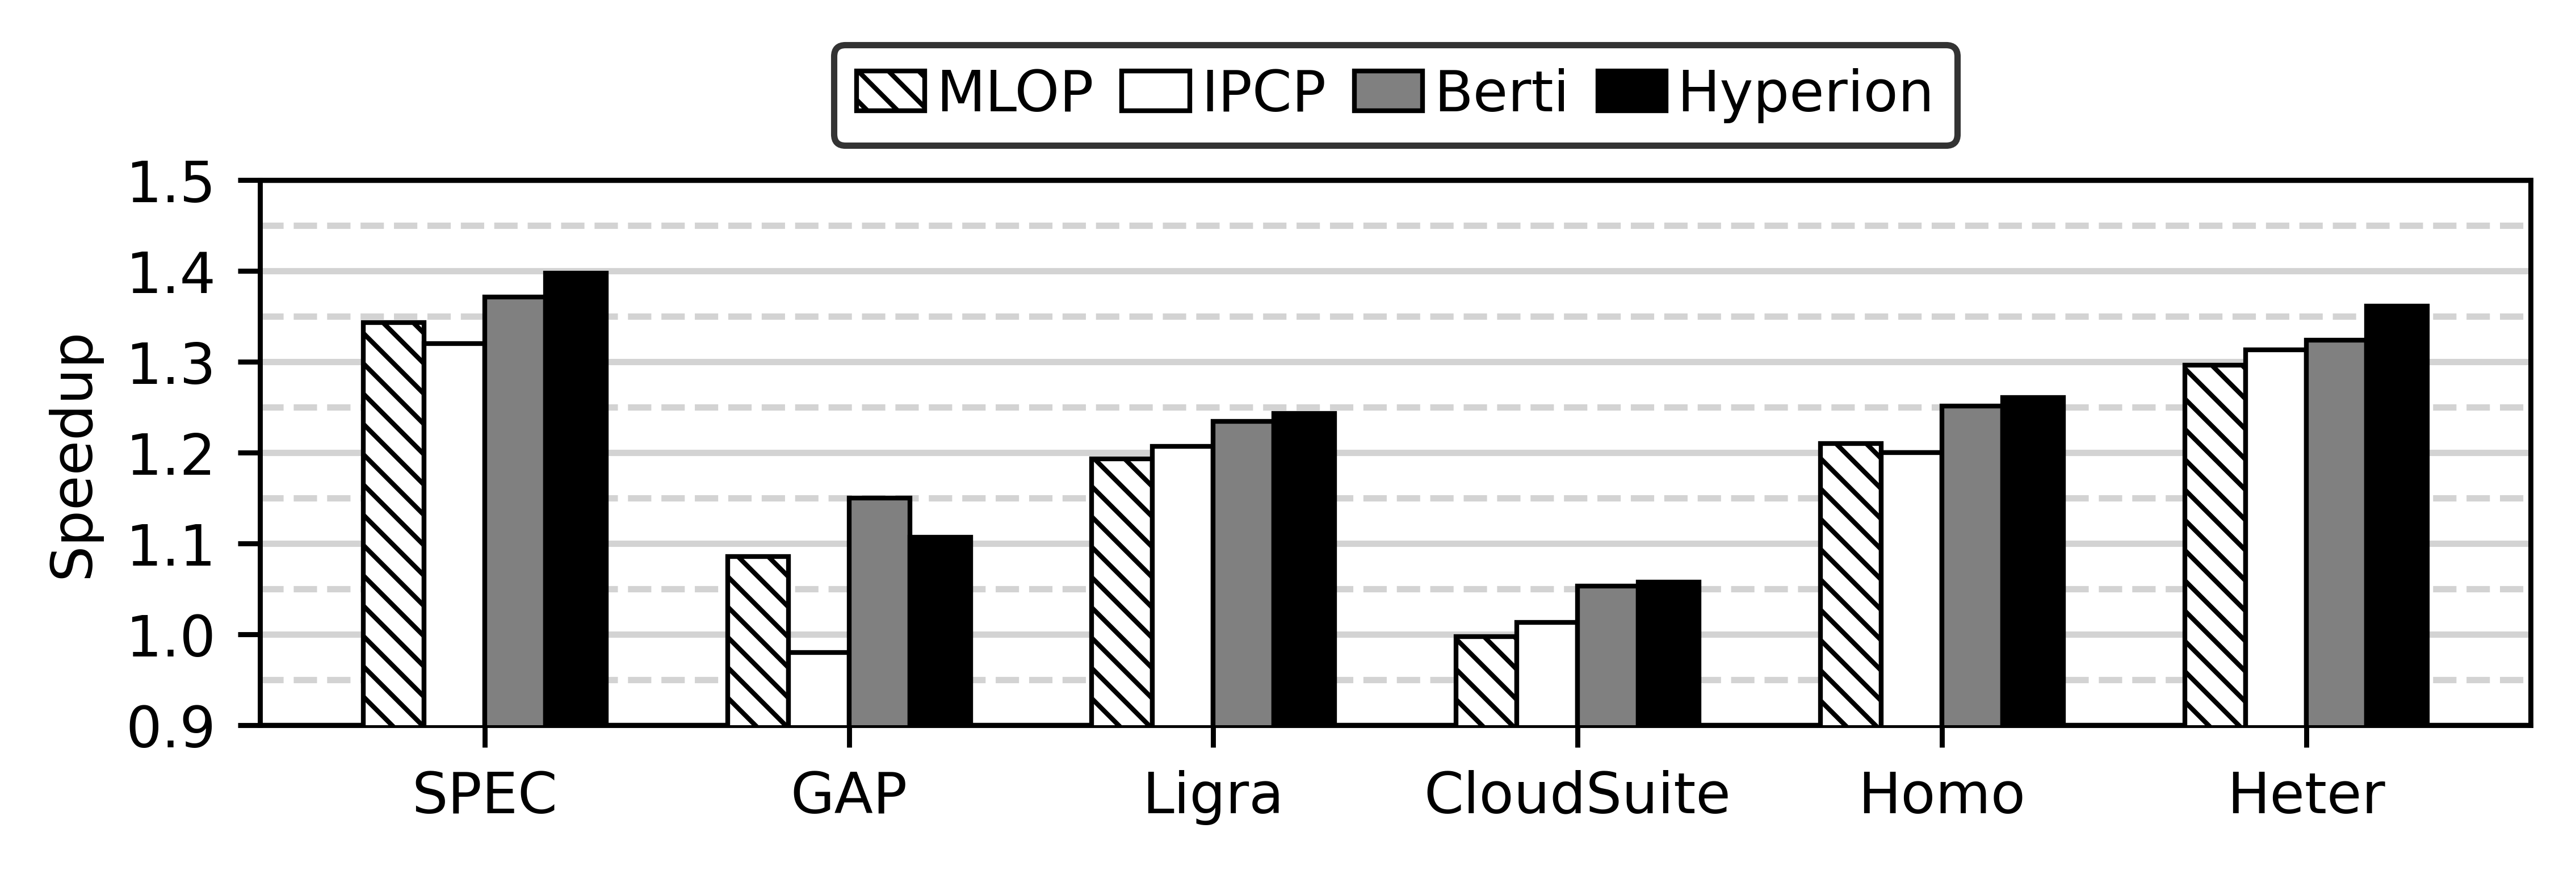 MLOP IPCP Berti Hyperion
1.5
1.4
1.3
1.2
1.1
1.0
0.9
Speedup
SPEC GAP Ligra CloudSuite Homo Heter